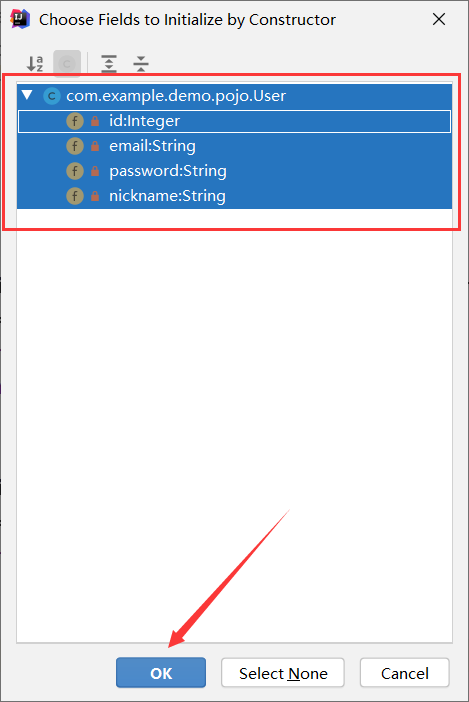 Choose Fields to Initialize by Constructor
com.example.demo.pojo.User
id:Integer
email:String
password:String
nickname:String
OK
Select None
Cancel